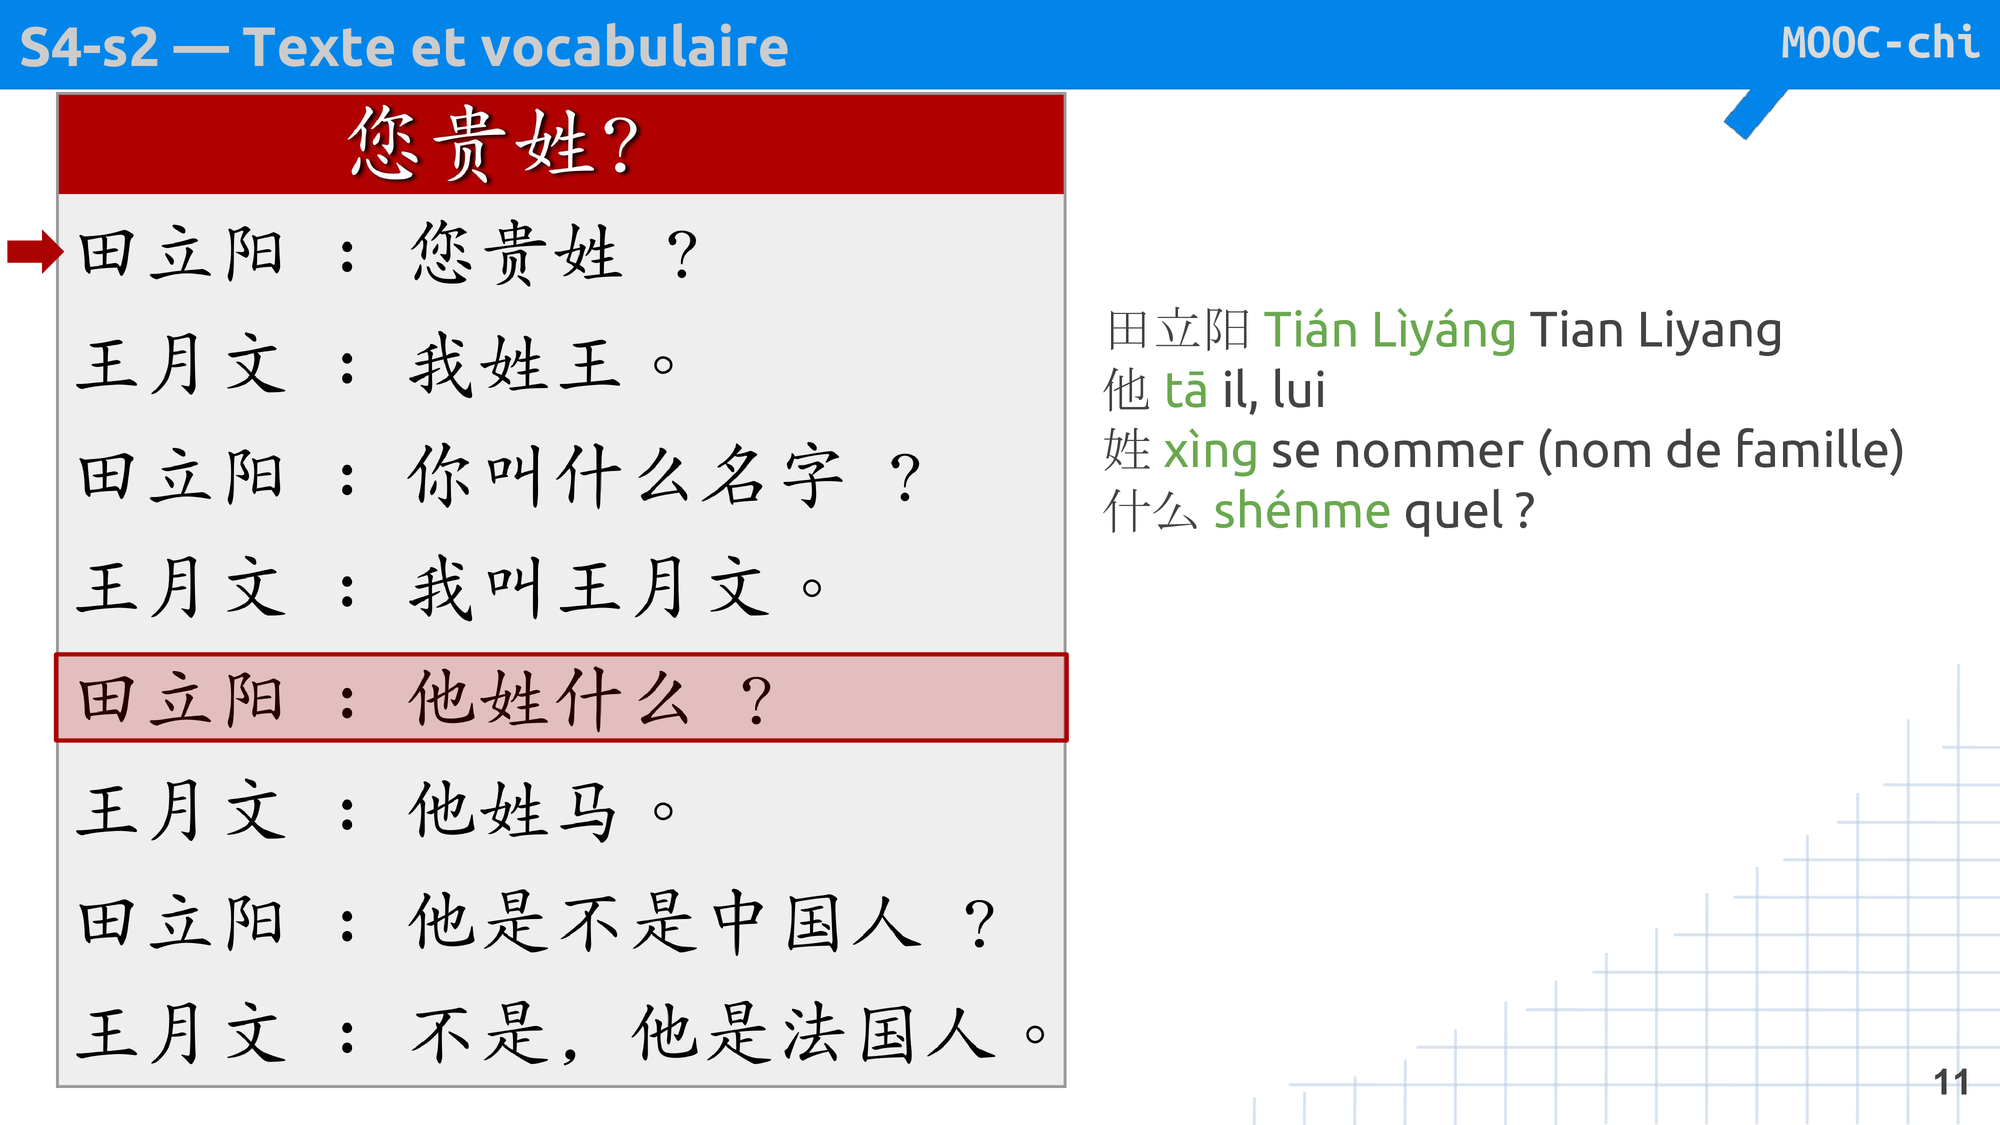 S4-s2 — Texte et vocabulaire
MOOC-chi
您贵姓?
田立阳 : 您贵姓 ?
王月文 : 我姓王。
田立阳 : 你叫什么名字 ?
王月文 : 我叫王月文。
田立阳 : 他姓什么 ?
王月文 : 他姓马。
田立阳 : 他是不是中国人 ?
王月文 : 不是, 他是法国人。
田立阳 Tián Lìyáng Tian Liyang
他 tā il, lui
姓 xìng se nommer (nom de famille)
什么 shénme quel ?
11